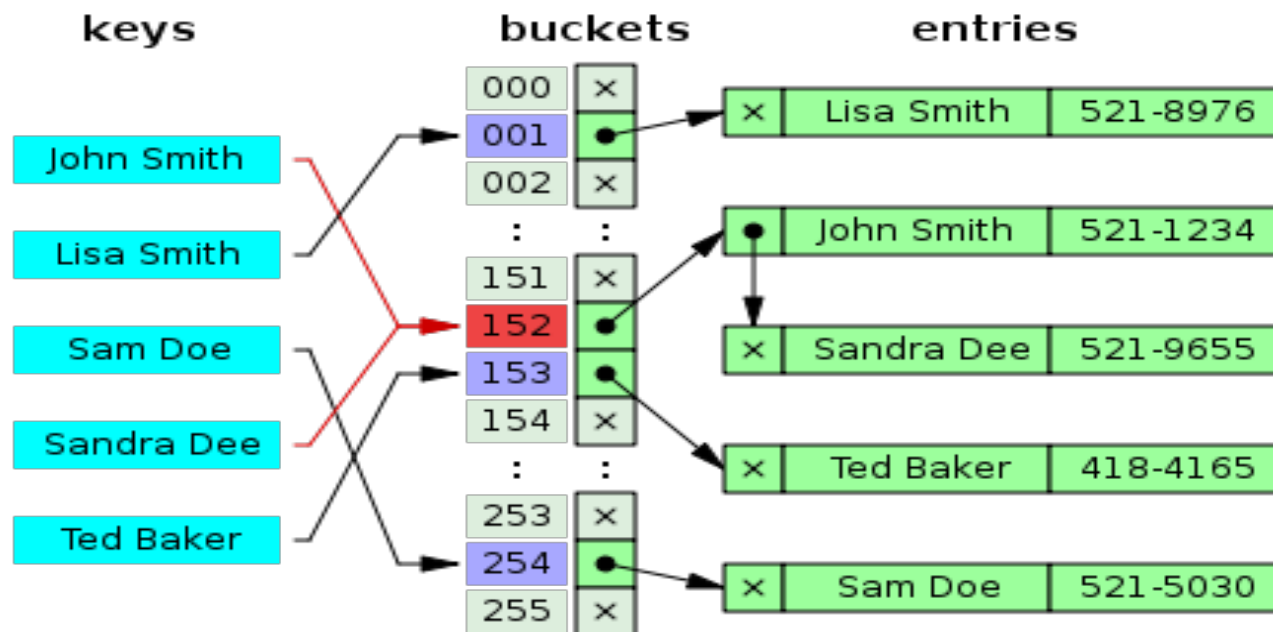 keys buckets entries
000 ×
× Lisa Smith 521-8976
001
John Smith
002 ×
: :
John Smith 521-1234
Lisa Smith
151 ×
152
Sam Doe
× Sandra Dee 521-9655
153
154 ×
Sandra Dee
: :
× Ted Baker 418-4165
253 ×
Ted Baker
254
× Sam Doe 521-5030
255 ×